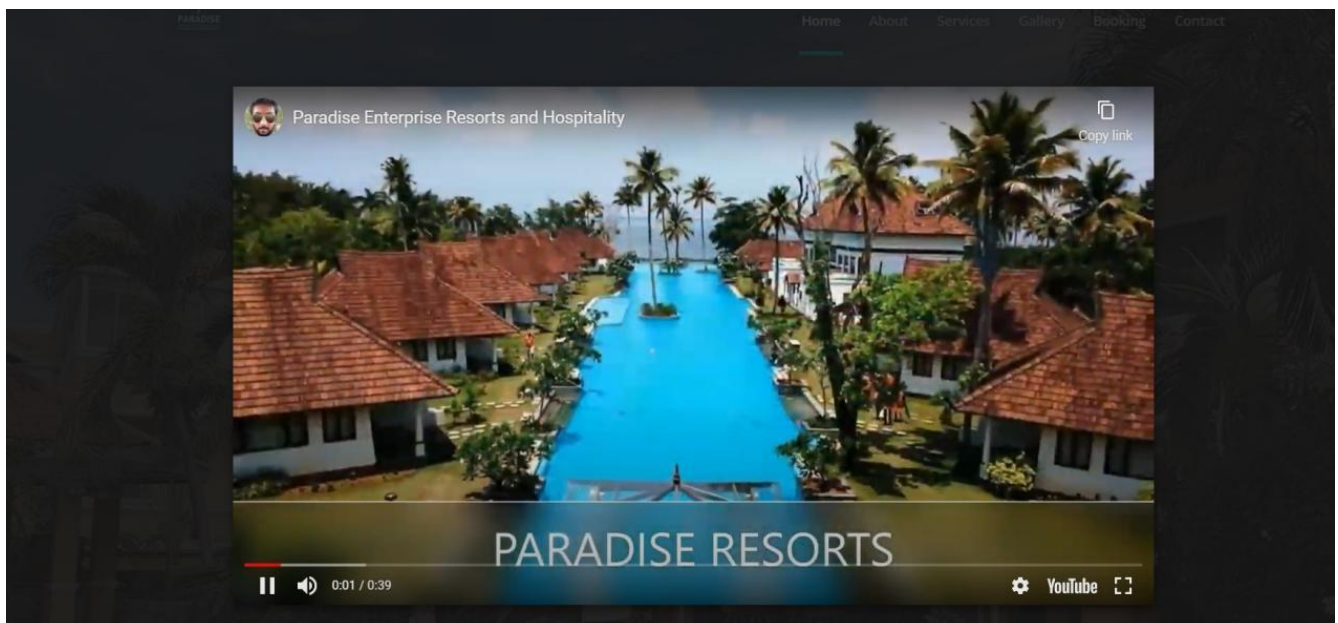 PARADISE
Home About Services Gallery Booking Contact
Paradise Enterprise Resorts and Hospitality
Copy link
PARADISE RESORTS
0:01 / 0:39
YouTube